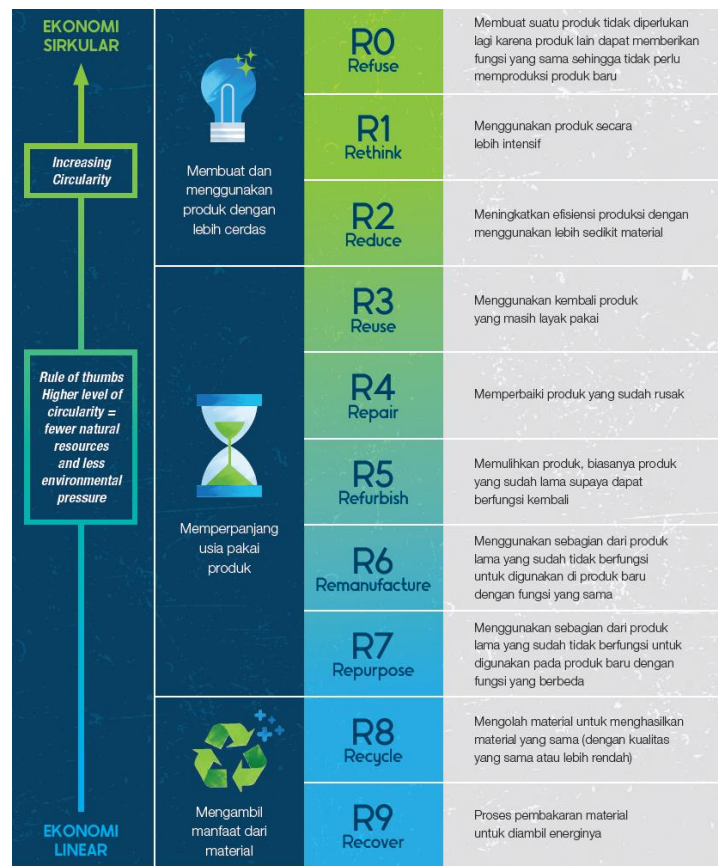 EKONOMI
SIRKULAR
Increasing
Circularity
Rule of thumbs
Higher level of
circularity =
fewer natural
resources
and less
environmental
pressure
EKONOMI
LINEAR
Membuat dan
menggunakan
produk dengan
lebih cerdas
R0
Refuse
Membuat suatu produk tidak diperlukan
lagi karena produk lain dapat memberikan
fungsi yang sama sehingga tidak perlu
memproduksi produk baru
R1
Rethink
Menggunakan produk secara
lebih intensif
R2
Reduce
Meningkatkan efisiensi produksi dengan
menggunakan lebih sedikit material
Memperpanjang
usia pakai
produk
R3
Reuse
Menggunakan kembali produk
yang masih layak pakai
R4
Repair
Memperbaiki produk yang sudah rusak
R5
Refurbish
Memulihkan produk, biasanya produk
yang sudah lama supaya dapat
berfungsi kembali
R6
Remanufacture
Menggunakan sebagian dari produk
lama yang sudah tidak berfungsi
untuk digunakan di produk baru
dengan fungsi yang sama
R7
Repurpose
Menggunakan sebagian dari produk
lama yang sudah tidak berfungsi untuk
digunakan pada produk baru dengan
fungsi yang berbeda
Mengambil
manfaat dari
material
R8
Recycle
Mengolah material untuk menghasilkan
material yang sama (dengan kualitas
yang sama atau lebih rendah)
R9
Recover
Proses pembakaran material
untuk diambil energinya